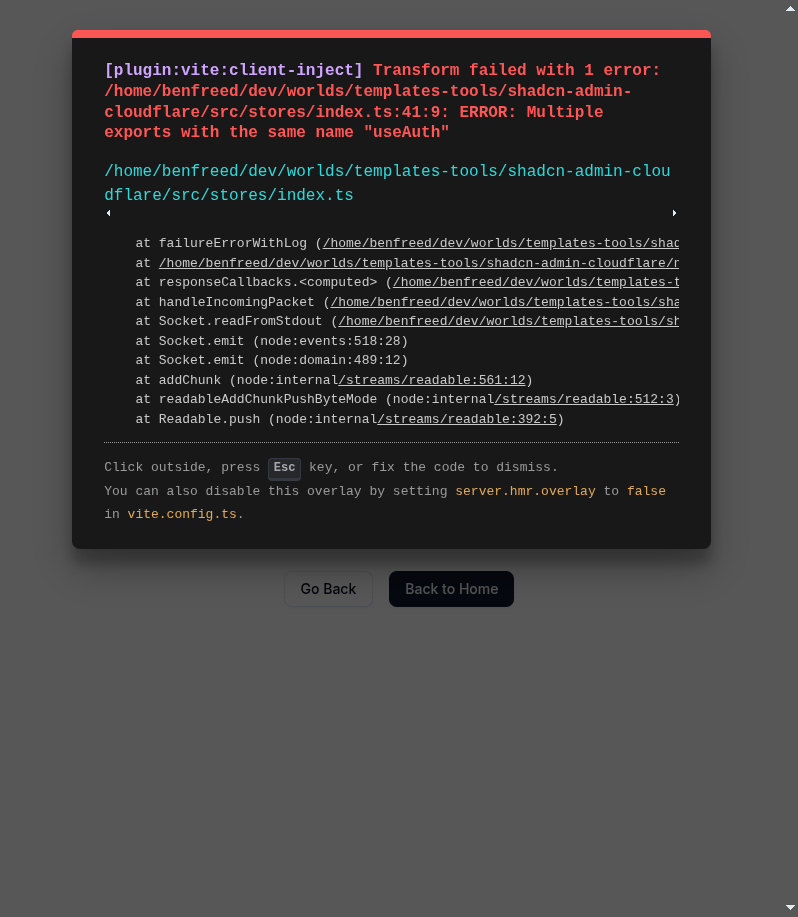 [plugin:vite:client-inject] Transform failed with 1 error:
/home/benfreed/dev/worlds/templates-tools/shadcn-admin-
cloudflare/src/stores/index.ts:41:9: ERROR: Multiple
exports with the same name "useAuth"
/home/benfreed/dev/worlds/templates-tools/shadcn-admin-clou
dflare/src/stores/index.ts
at failureErrorWithLog (/home/benfreed/dev/worlds/templates-tools/shad
at /home/benfreed/dev/worlds/templates-tools/shadcn-admin-cloudflare/n
at responseCallbacks.<computed> (/home/benfreed/dev/worlds/templates-t
at handleIncomingPacket (/home/benfreed/dev/worlds/templates-tools/sha
at Socket.readFromStdout (/home/benfreed/dev/worlds/templates-tools/sh
at Socket.emit (node:events:518:28)
at Socket.emit (node:domain:489:12)
at addChunk (node:internal/streams/readable:561:12)
at readableAddChunkPushByteMode (node:internal/streams/readable:512:3)
at Readable.push (node:internal/streams/readable:392:5)
Click outside, press Esc key, or fix the code to dismiss.
You can also disable this overlay by setting server.hmr.overlay to false
in vite.config.ts.
Go Back
Back to Home